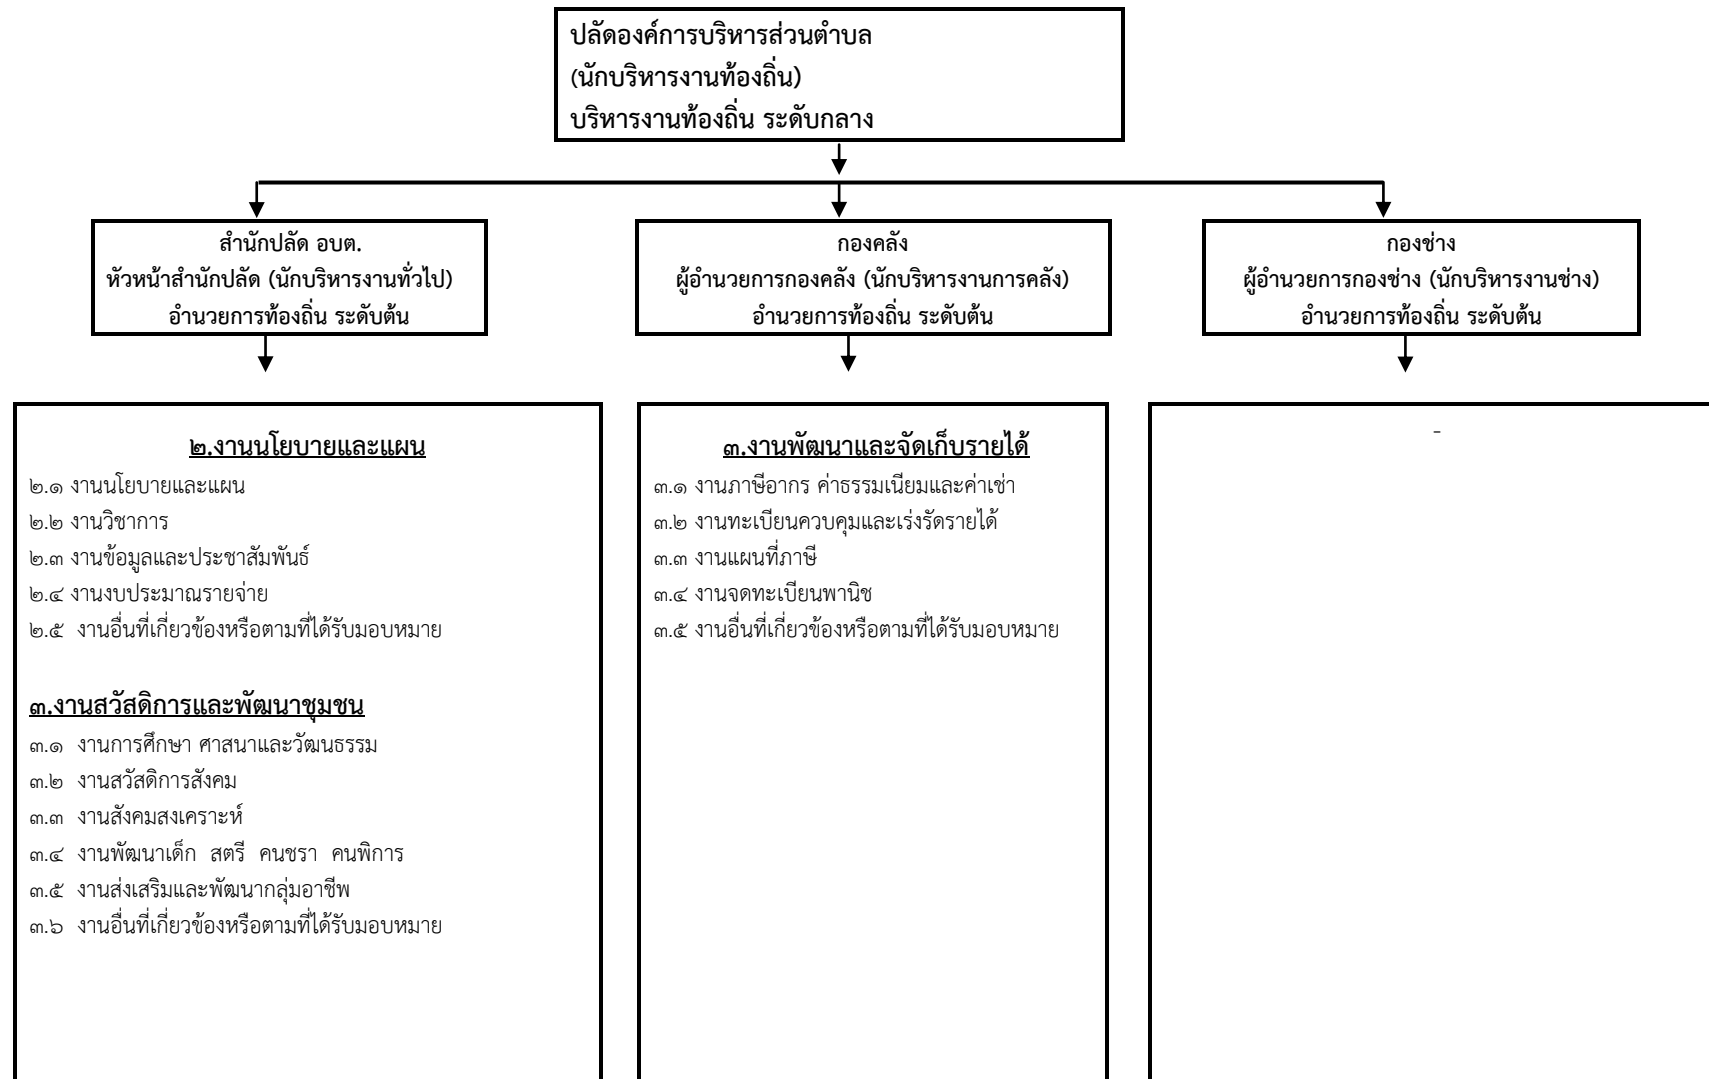 ปลัดองค์การบริหารส่วนตำบล
(นักบริหารงานท้องถิ่น)
บริหารงานท้องถิ่น ระดับกลาง
สำนักปลัด อบต.
หัวหน้าสำนักปลัด (นักบริหารงานทั่วไป)
อำนวยการท้องถิ่น ระดับต้น
กองคลัง
ผู้อำนวยการกองคลัง (นักบริหารงานการคลัง)
อำนวยการท้องถิ่น ระดับต้น
กองช่าง
ผู้อำนวยการกองช่าง (นักบริหารงานช่าง)
อำนวยการท้องถิ่น ระดับต้น
๒.งานนโยบายและแผน
๒.๑ งานนโยบายและแผน
๒.๒ งานวิชาการ
๒.๓ งานข้อมูลและประชาสัมพันธ์
๒.๔ งานงบประมาณรายจ่าย
๒.๕ งานอื่นที่เกี่ยวข้องหรือตามที่ได้รับมอบหมาย
๓.งานสวัสดิการและพัฒนาชุมชน
๓.๑ งานการศึกษา ศาสนาและวัฒนธรรม
๓.๒ งานสวัสดิการสังคม
๓.๓ งานสังคมสงเคราะห์
๓.๔ งานพัฒนาเด็ก สตรี คนชรา คนพิการ
๓.๕ งานส่งเสริมและพัฒนากลุ่มอาชีพ
๓.๖ งานอื่นที่เกี่ยวข้องหรือตามที่ได้รับมอบหมาย
๓.งานพัฒนาและจัดเก็บรายได้
๓.๑ งานภาษีอากร ค่าธรรมเนียมและค่าเช่า
๓.๒ งานทะเบียนควบคุมและเร่งรัดรายได้
๓.๓ งานแผนที่ภาษี
๓.๔ งานจดทะเบียนพานิช
๓.๕ งานอื่นที่เกี่ยวข้องหรือตามที่ได้รับมอบหมาย
-